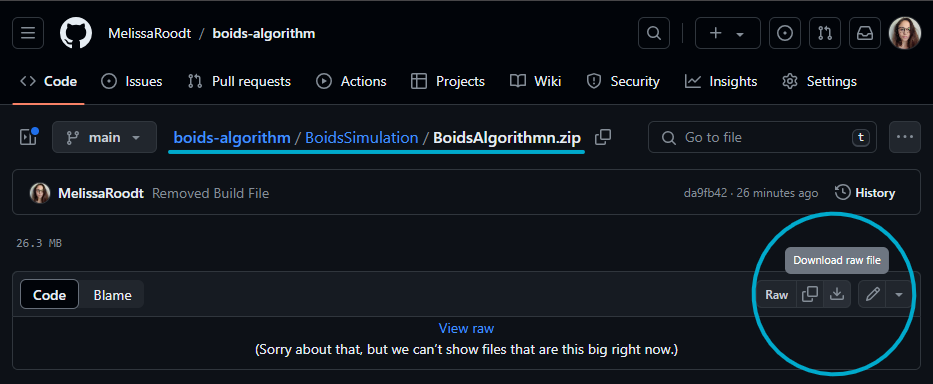 MelissaRoodt / boids-algorithm
Code Issues Pull requests Actions Projects Wiki Security Insights Settings
main boids-algorithm / BoidsSimulation / BoidsAlgorithmn.zip Go to file t
MelissaRoodt Removed Build File da9fb42 · 26 minutes ago History
26.3 MB
Download raw file
Code Blame Raw
View raw
(Sorry about that, but we can't show files that are this big right now.)